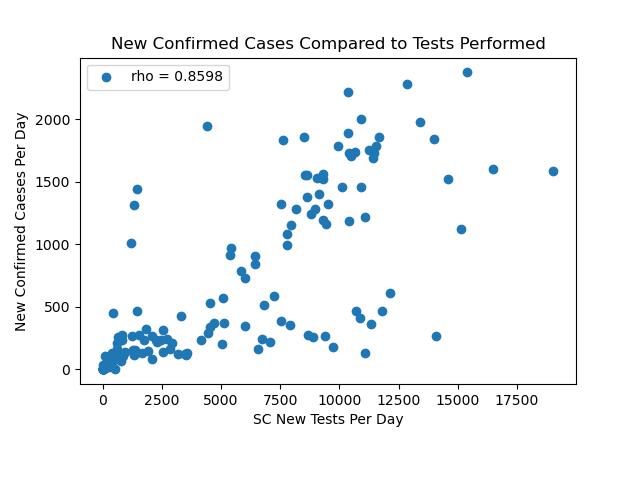 New Confirmed Cases Compared to Tests Performed
rho = 0.8598
New Confirmed Caeses Per Day
2000
1500
1000
500
0
0 2500 5000 7500 10000 12500 15000 17500
SC New Tests Per Day